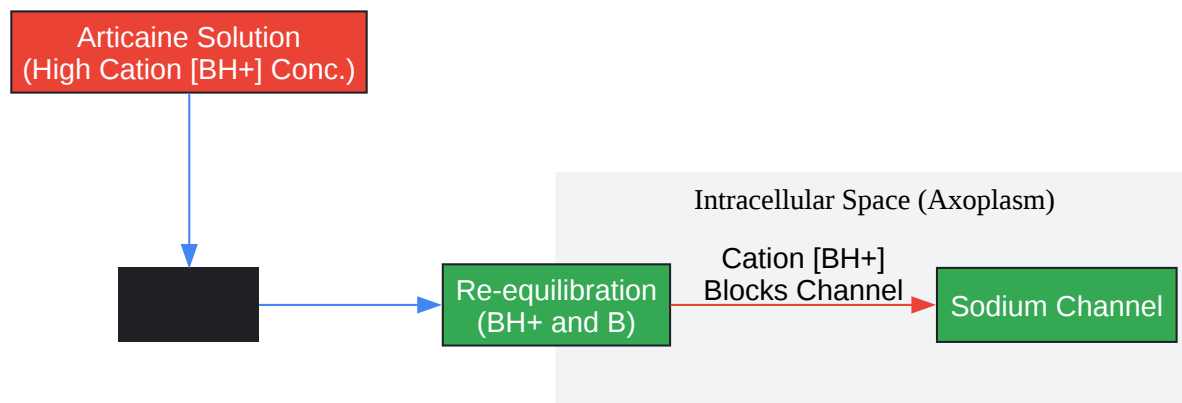 Articaine Solution
(High Cation [BH+] Conc.)
Intracellular Space (Axoplasm)
Re-equilibration
(BH+ and B)
Cation [BH+]
Blocks Channel
Sodium Channel